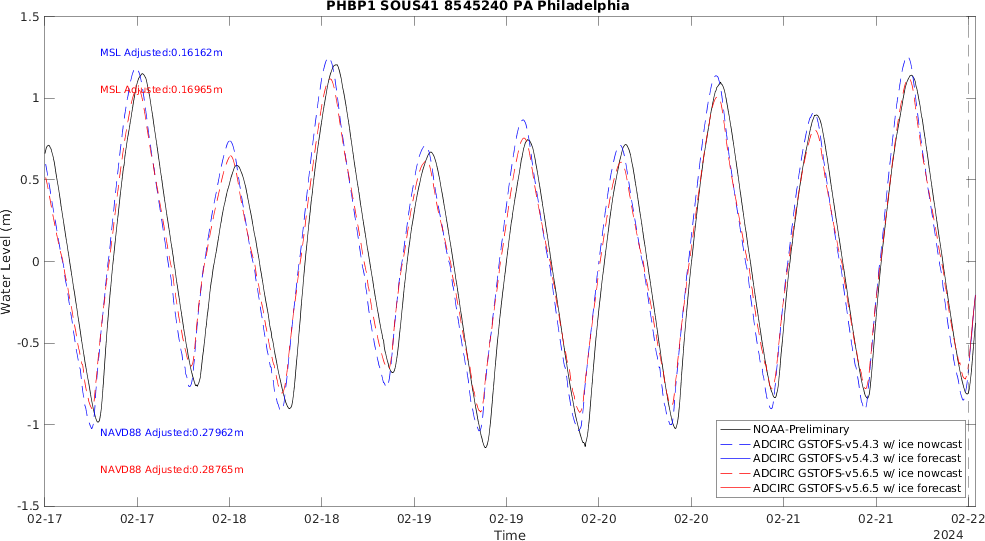 PHBP1 SOUS41 8545240 PA Philadelphia
1.5
MSL Adjusted:0.16162m
1
MSL Adjusted:0.16965m
0.5
Water Level (m)
0
-0.5
-1
NAVD88 Adjusted:0.27962m
NAVD88 Adjusted:0.28765m
-1.5
NOAA-Preliminary
ADCIRC GSTOFS-v5.4.3 w/ ice nowcast
ADCIRC GSTOFS-v5.4.3 w/ ice forecast
ADCIRC GSTOFS-v5.6.5 w/ ice nowcast
ADCIRC GSTOFS-v5.6.5 w/ ice forecast
02-17 02-17 02-18 02-18 02-19 02-19 02-20 02-20 02-21 02-21 02-22
Time
2024